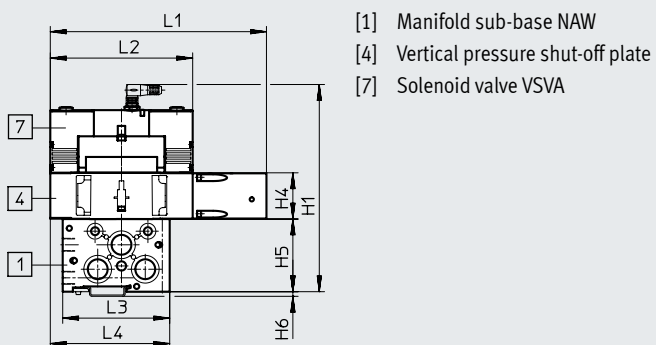 L1
L2
7
4
1
H4
H1
H5
H6
L3
L4
[1] Manifold sub-base NAW
[4] Vertical pressure shut-off plate
[7] Solenoid valve VSVA